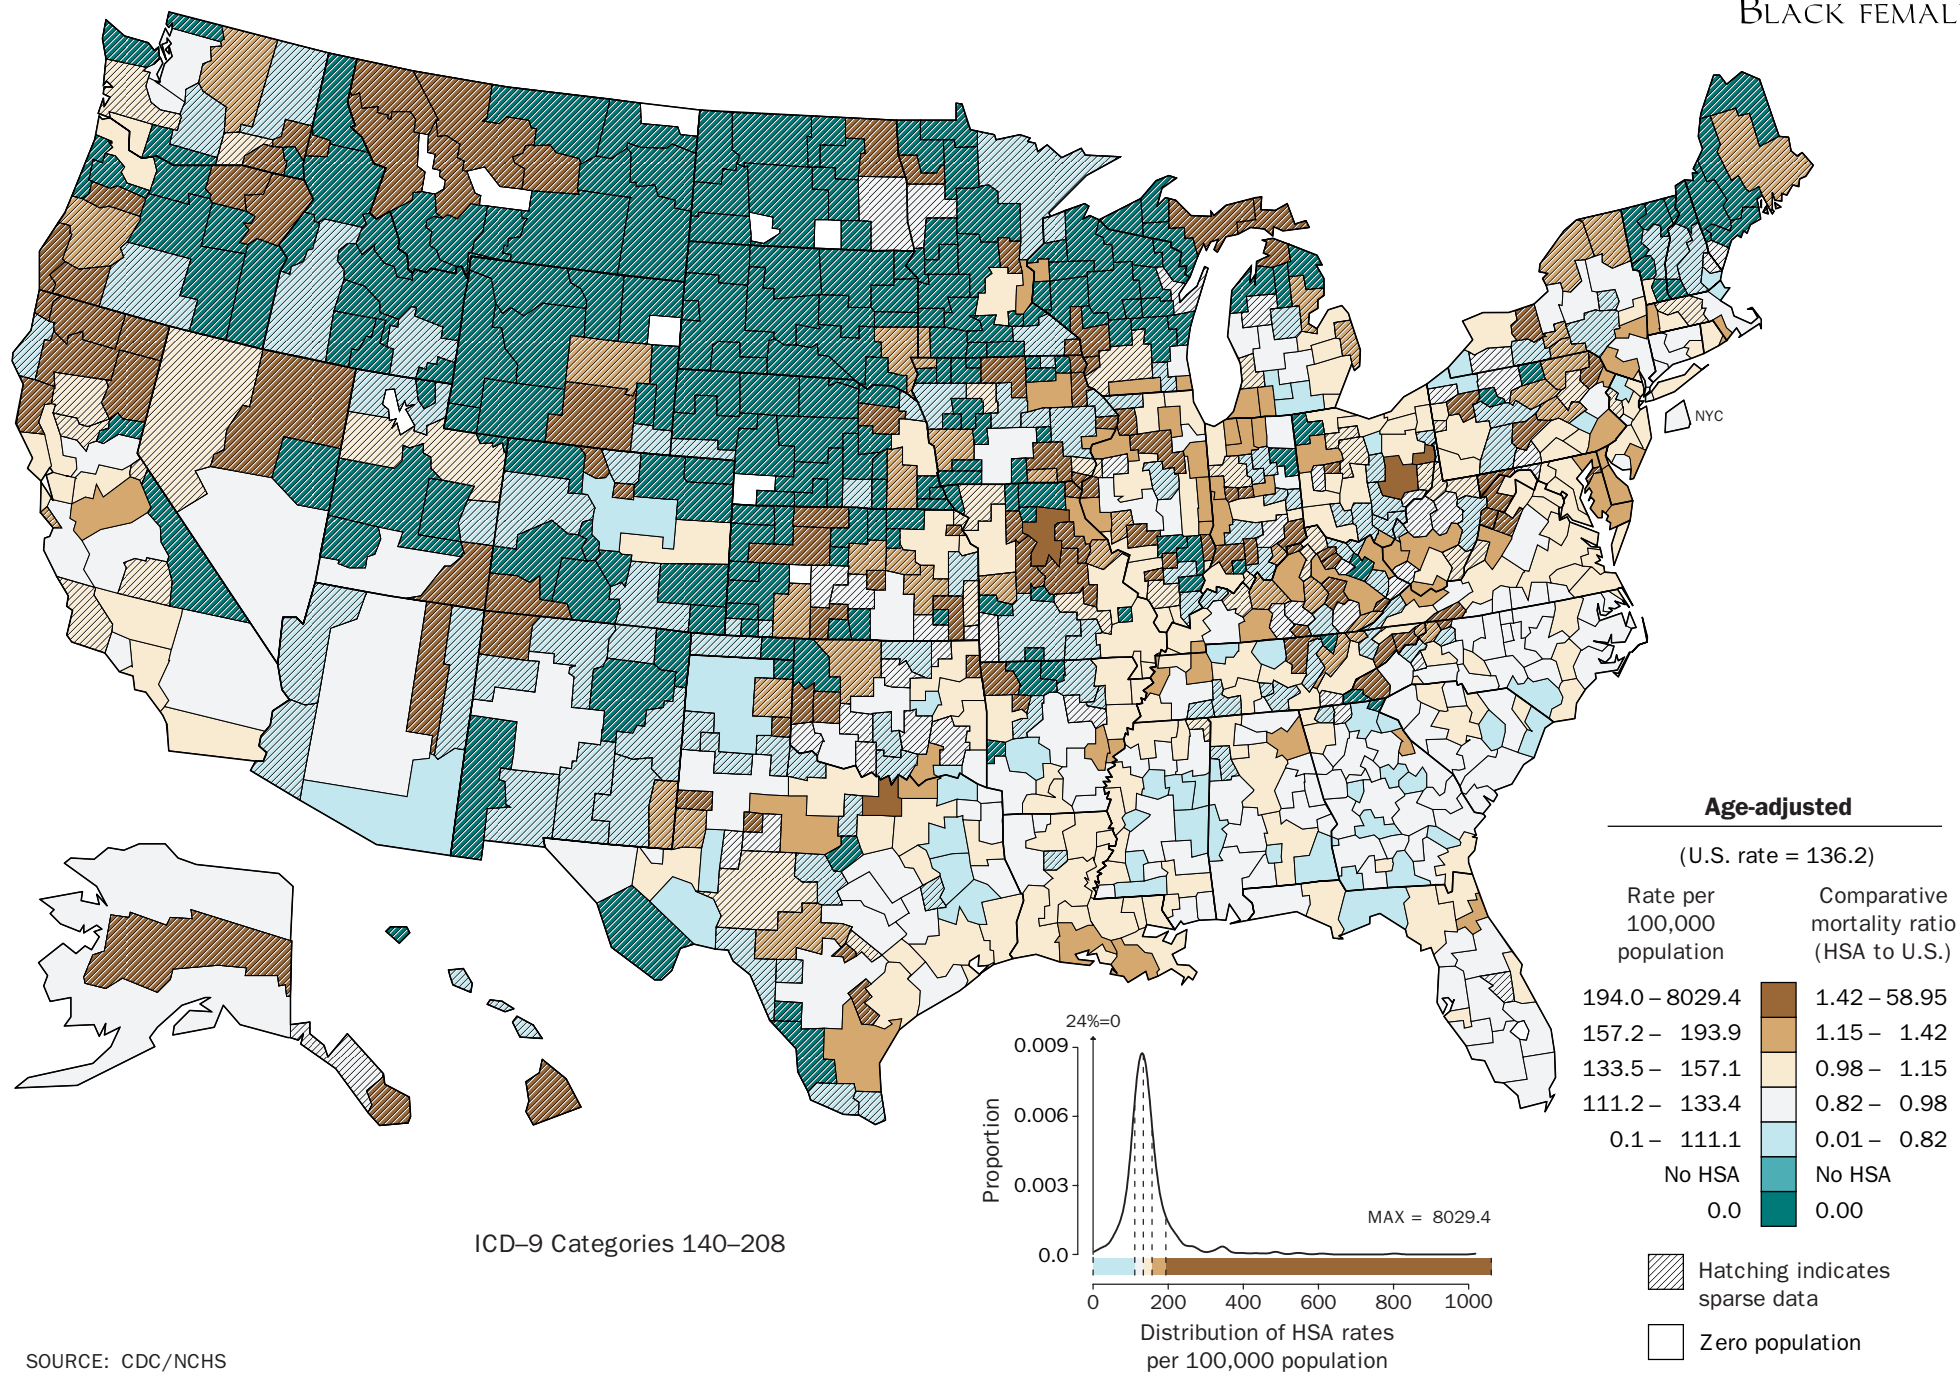 BLACK FEMAL
NYC
Age-adjusted
(U.S. rate = 136.2)
Rate per
100,000
population
Comparative
mortality ratio
(HSA to U.S.)
194.0 – 8029.4 1.42 – 58.95
157.2 – 193.9 1.15 – 1.42
133.5 – 157.1 0.98 – 1.15
111.2 – 133.4 0.82 – 0.98
0.1 – 111.1 0.01 – 0.82
No HSA No HSA
0.0 0.00
Hatching indicates
sparse data
Zero population
24%=0
0.009
0.006
0.003
0.0
Proportion
MAX = 8029.4
0 200 400 600 800 1000
Distribution of HSA rates
per 100,000 population
ICD–9 Categories 140–208
SOURCE: CDC/NCHS